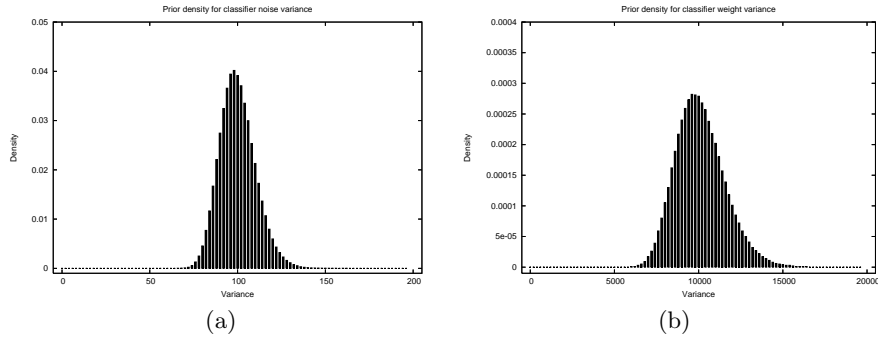 Prior density for classifier noise variance
0.05
0.04
0.03
0.02
0.01
0
Density
0 50 100 150 200
Variance
(a)
Prior density for classifier weight variance
0.0004
0.00035
0.0003
0.00025
0.0002
0.00015
0.0001
5e-05
0
Density
0 5000 10000 15000 20000
Variance
(b)